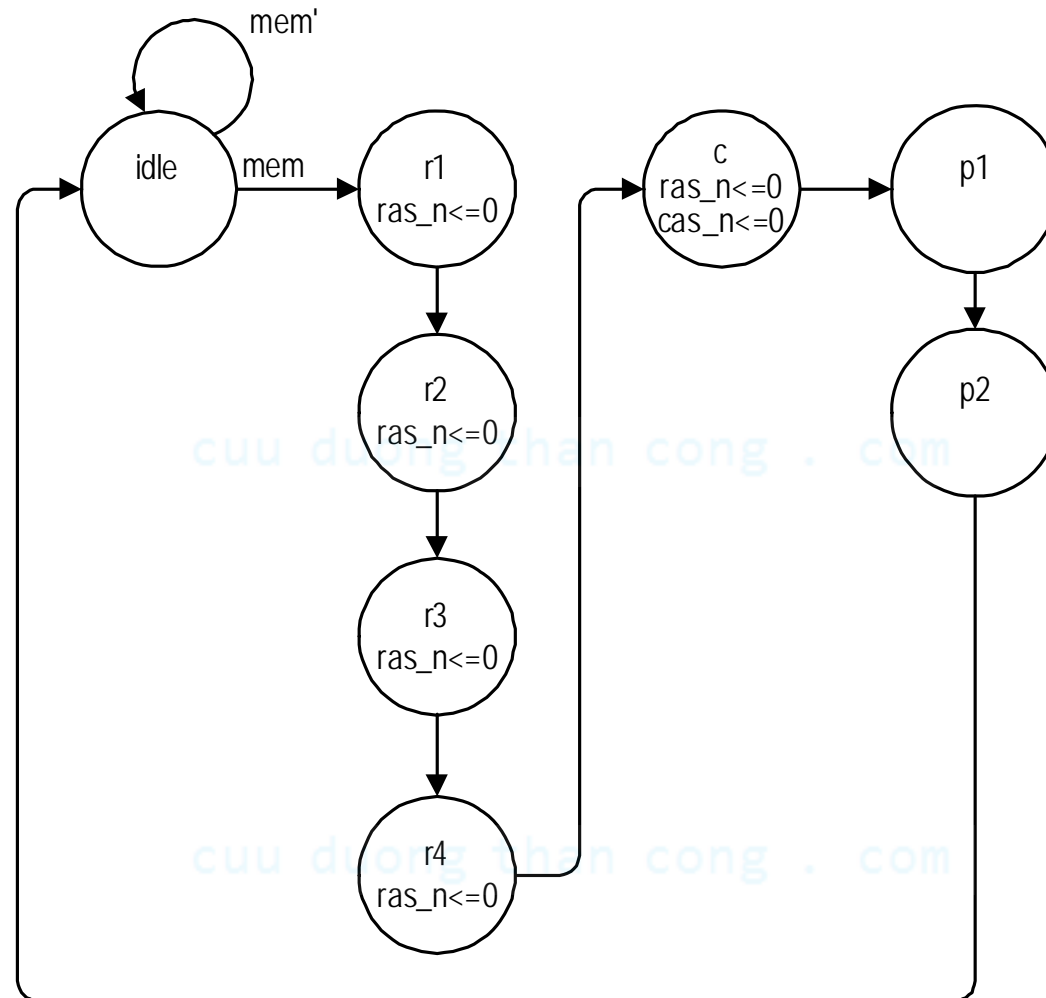 mem'
idle
mem
r1
ras_n<=0
c
ras_n<=0
cas_n<=0
p1
r2
ras_n<=0
p2
cuu duong than cong . com
r3
ras_n<=0
r4
ras_n<=0
cuu duong than cong . com